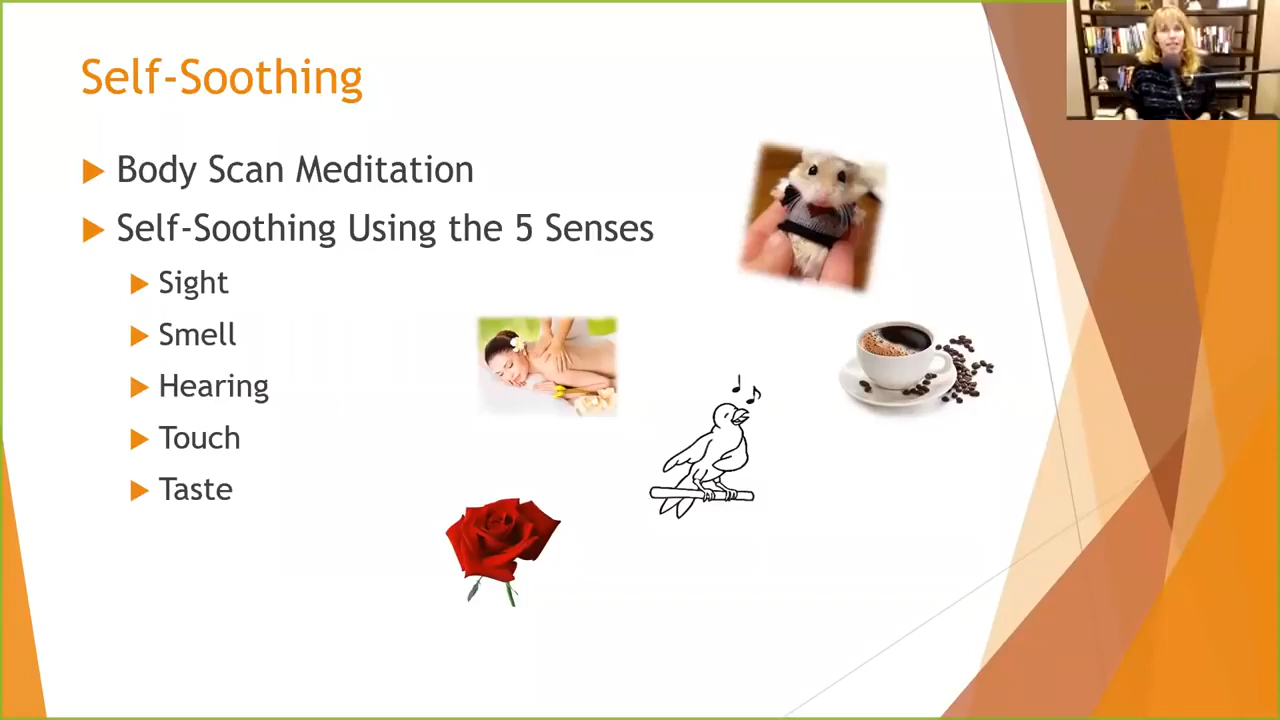 Self-Soothing
Body Scan Meditation
Self-Soothing Using the 5 Senses
Sight
Smell
Hearing
Touch
Taste